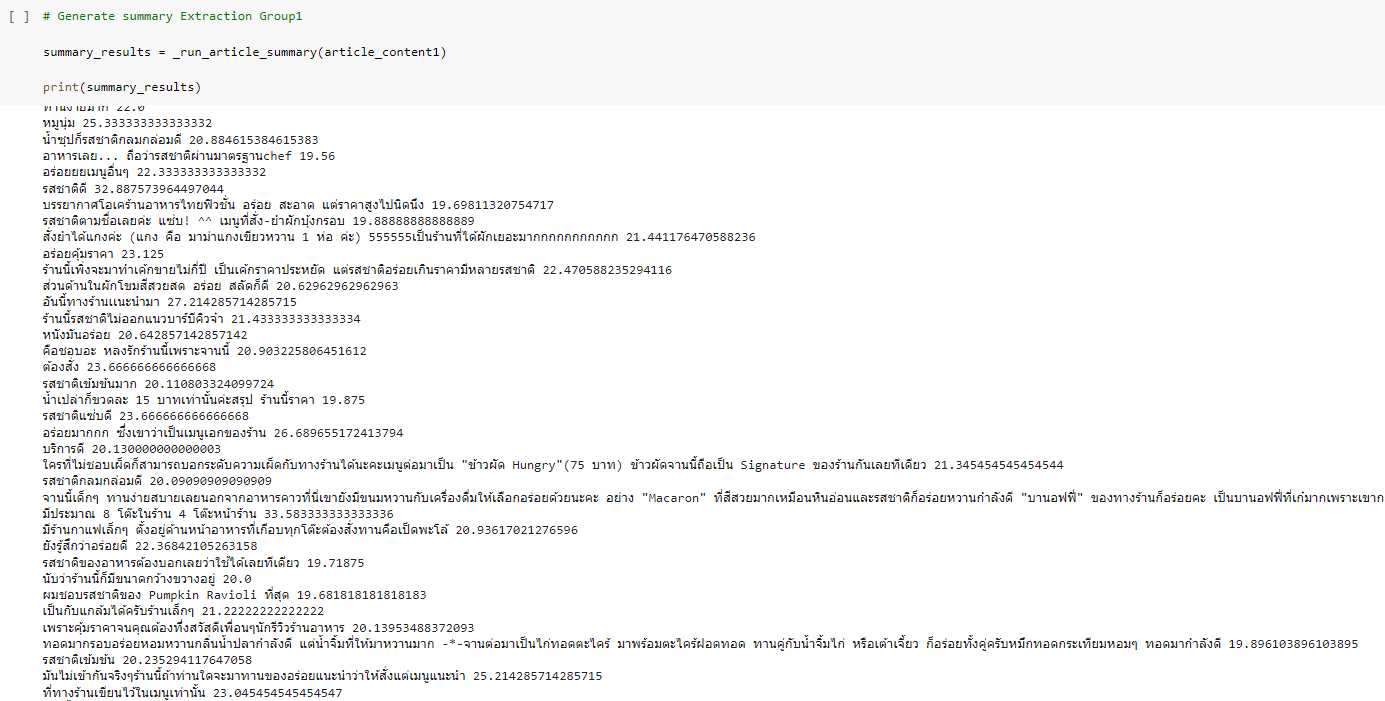 [ ] # Generate summary Extraction Group1
summary_results = _run_article_summary(article_content1)
print(summary_results)
ทานง่ายมาก 22.0
หมูนุ่ม 25.333333333333332
น้ำซุปก็รสชาติกลมกล่อมดี 20.884615384615383
อาหารเลย... ถือว่ารสชาติผ่านมาตรฐานchef 19.56
อร่อยยยเมนูอื่นๆ 22.333333333333332
รสชาติดี 32.887573964497044
บรรยากาศโอเคร้านอาหารไทยฟิวชั่น อร่อย สะอาด แต่ราคาสูงไปนิดนึง 19.69811320754717
รสชาติตามชื่อเลยค่ะ แซ่บ! ^^ เมนูที่สั่ง-ยำผักบุ้งกรอบ 19.88888888888889
สั่งยำได้แกงค่ะ (แกง คือ มาม่าแกงเขียวหวาน 1 ห่อ ค่ะ) 555555เป็นร้านที่ได้ผักเยอะมากกกกกกกกกกก 21.441176470588236
อร่อยคุ้มราคา 23.125
ร้านนี้เพิ่งจะมาทำเค้กขายไม่กี่ปี เป็นเค้กราคาประหยัด แต่รสชาติอร่อยเกินราคามีหลายรสชาติ 22.470588235294116
ส่วนด้านในผักโขมสีสวยสด อร่อย สลัดก็ดี 20.62962962962963
อันนี้ทางร้านแนะนำมา 27.214285714285715
ร้านนี้รสชาติไม่ออกแนวบาร์บีคิวจ๋า 21.433333333333334
หนังมันอร่อย 20.642857142857142
คือชอบอะ หลงรักร้านนี้เพราะจานนี้ 20.903225806451612
ต้องสั่ง 23.666666666666668
รสชาติเข้มข้นมาก 20.110803324099724
น้ำเปล่าก็ขวดละ 15 บาทเท่านั้นค่ะสรุป ร้านนี้ราคา 19.875
รสชาติแซ่บดี 23.666666666666668
อร่อยมากกก ซึ่งเขาว่าเป็นเมนูเอกของร้าน 26.689655172413794
บริการดี 20.130000000000003
ใครที่ไม่ชอบเผ็ดก็สามารถบอกระดับความเผ็ดกับทางร้านได้นะคะเมนูต่อมาเป็น "ข้าวผัด Hungry"(75 บาท) ข้าวผัดจานนี้ถือเป็น Signature ของร้านกันเลยทีเดียว 21.345454545454544
รสชาติกลมกล่อมดี 20.09090909090909
จานนี้เด็กๆ ทานง่ายสบายเลยนอกจากอาหารคาวที่นี่เขายังมีขนมหวานกับเครื่องดื่มให้เลือกอร่อยด้วยนะคะ อย่าง "Macaron" ที่สีสวยมากเหมือนหินอ่อนและรสชาติก็อร่อยหวานกำลังดี "บานอฟฟี่" ของทางร้านก็อร่อยคะ เป็นบานอฟฟี่ที่เก๋มากเพราะเขาก
มีประมาณ 8 โต๊ะในร้าน 4 โต๊ะหน้าร้าน 33.583333333333336
มีร้านกาแฟเล็กๆ ตั้งอยู่ด้านหน้าอาหารที่เกือบทุกโต๊ะต้องสั่งทานคือเป็ดพะโล้ 20.93617021276596
ยังรู้สึกว่าอร่อยดี 22.36842105263158
รสชาติของอาหารต้องบอกเลยว่าใช้ได้เลยทีเดียว 19.71875
นับว่าร้านนี้ก็มีขนาดกว้างขวางอยู่ 20.0
ผมชอบรสชาติของ Pumpkin Ravioli ที่สุด 19.681818181818183
เป็นกับแกล้มได้ครับร้านเล็กๆ 21.22222222222222
เพราะคุ้มราคาจนคุณต้องทึ่งสวัสดีเพื่อนๆนักรีวิวร้านอาหาร 20.13953488372093
ทอดมากรอบอร่อยหอมหวานกลิ่นน้ำปลากำลังดี แต่น้ำจิ้มที่ให้มาหวานมาก -*-จานต่อมาเป็นไก่ทอดตะไคร้ มาพร้อมตะไคร้ฝอดทอด ทานคู่กับน้ำจิ้มไก่ หรือเต้าเจี้ยว ก็อร่อยทั้งคู่ครับหมึกทอดกระเทียมหอมๆ ทอดมากำลังดี 19.896103896103895
รสชาติเข้มข้น 20.235294117647058
มันไม่เข้ากันจริงๆร้านนี้ถ้าท่านใดจะมาทานของอร่อยแนะนำว่าให้สั่งแต่เมนูแนะนำ 25.214285714285715
ที่ทางร้านเขียนไว้ในเมนูเท่านั้น 23.045454545454547